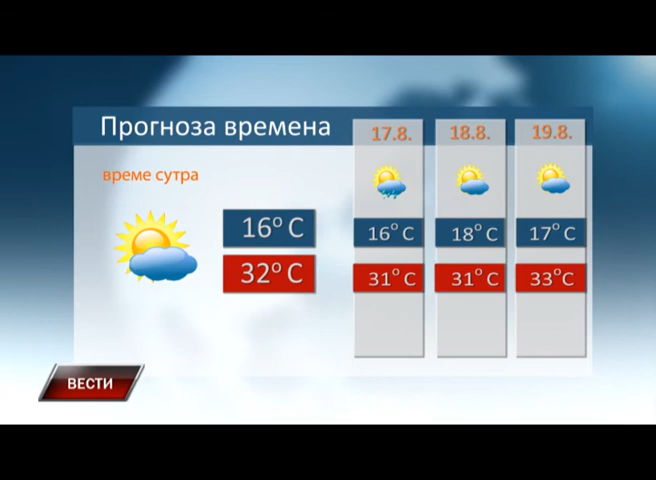 Прогноза времена
17.8. 18.8. 19.8.
време сутра
16° C 16° C 18° C 17° C
32° C 31° C 31° C 33° C
ВЕСТИ